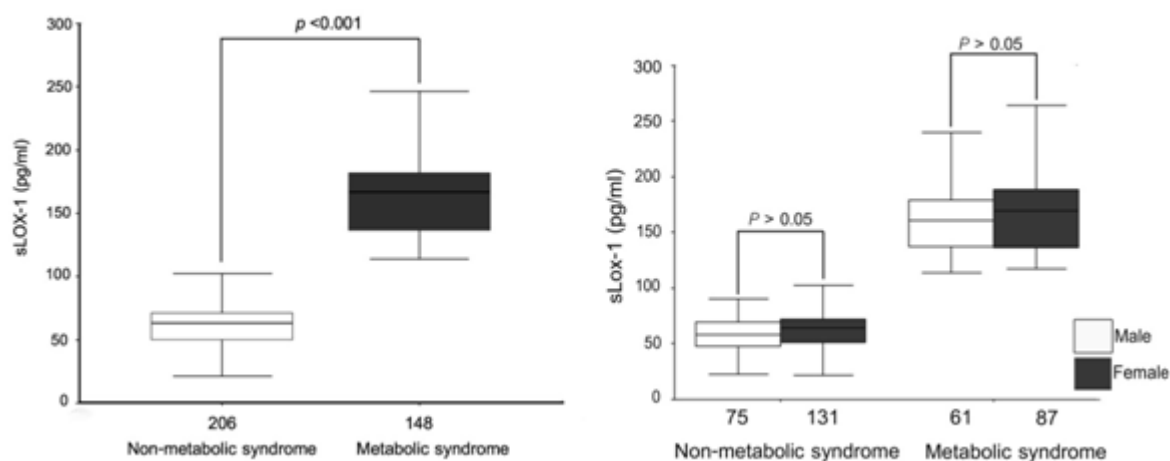 p <0.001
300
250
200
150
100
50
0
sLOX-1 (pg/ml)
206
148
Non-metabolic syndrome
Metabolic syndrome
P > 0.05
P > 0.05
300
250
200
150
100
50
0
sLox-1 (pg/ml)
Male
Female
75
131
61
87
Non-metabolic syndrome
Metabolic syndrome